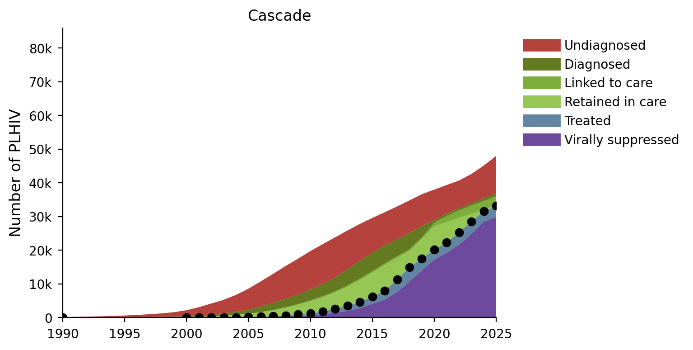 Cascade
Number of PLHIV
80k
70k
60k
50k
40k
30k
20k
10k
0
1990 1995 2000 2005 2010 2015 2020 2025
Undiagnosed
Diagnosed
Linked to care
Retained in care
Treated
Virally suppressed